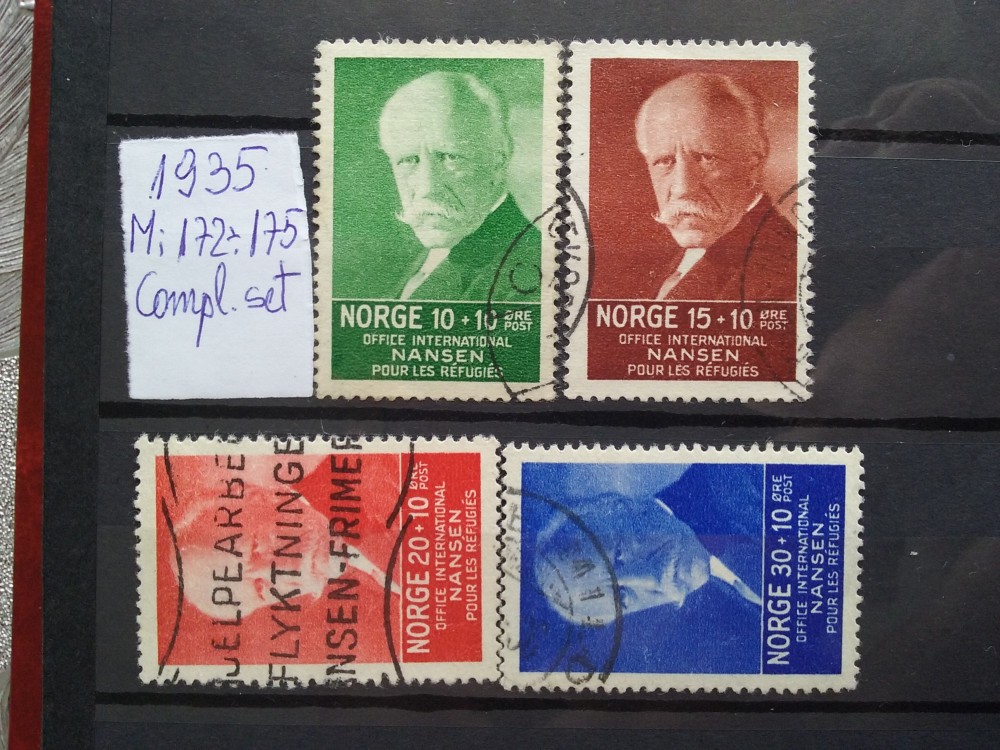 1935
M: 172÷175
Compl. set
NORGE 10 + 10 ØRE POST
OFFICE INTERNATIONAL
NANSEN
POUR LES RÉFUGIÉS
NORGE 15 + 10 ØRE POST
OFFICE INTERNATIONAL
NANSEN
POUR LES RÉFUGIÉS
ELPEARBE
FLYKTNINGE
NSEN-FRIMER
NORGE 20 + 10 ØRE POST
OFFICE INTERNATIONAL
NANSEN
POUR LES RÉFUGIÉS
NORGE 30 + 10 ØRE POST
OFFICE INTERNATIONAL
NANSEN
POUR LES RÉFUGIÉS